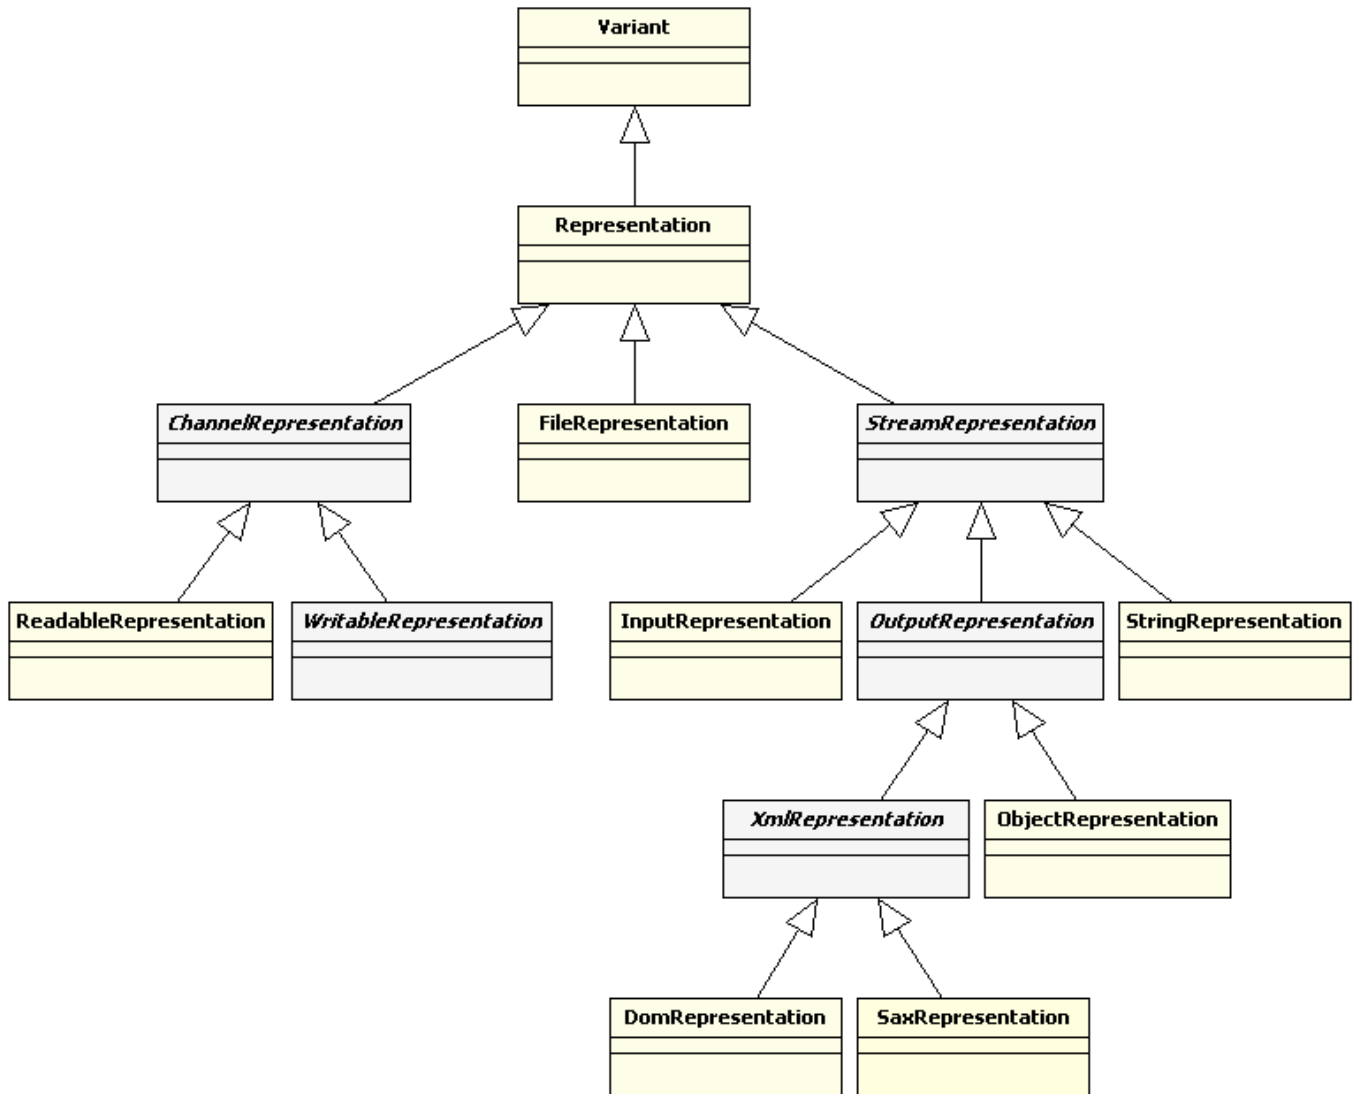 Variant
Representation
ChannelRepresentation
FileRepresentation
StreamRepresentation
ReadableRepresentation
WritableRepresentation
InputRepresentation
OutputRepresentation
StringRepresentation
XmlRepresentation
ObjectRepresentation
DomRepresentation
SaxRepresentation